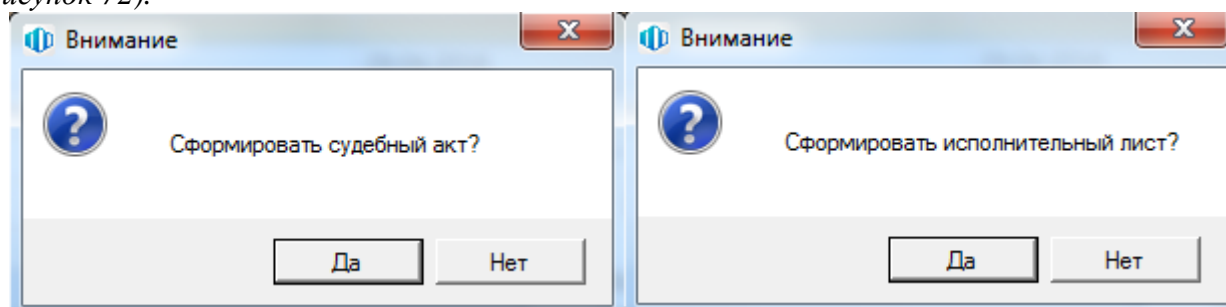 исунок 72).
Внимание
Сформировать судебный акт?
Да Нет
Внимание
Сформировать исполнительный лист?
Да Нет